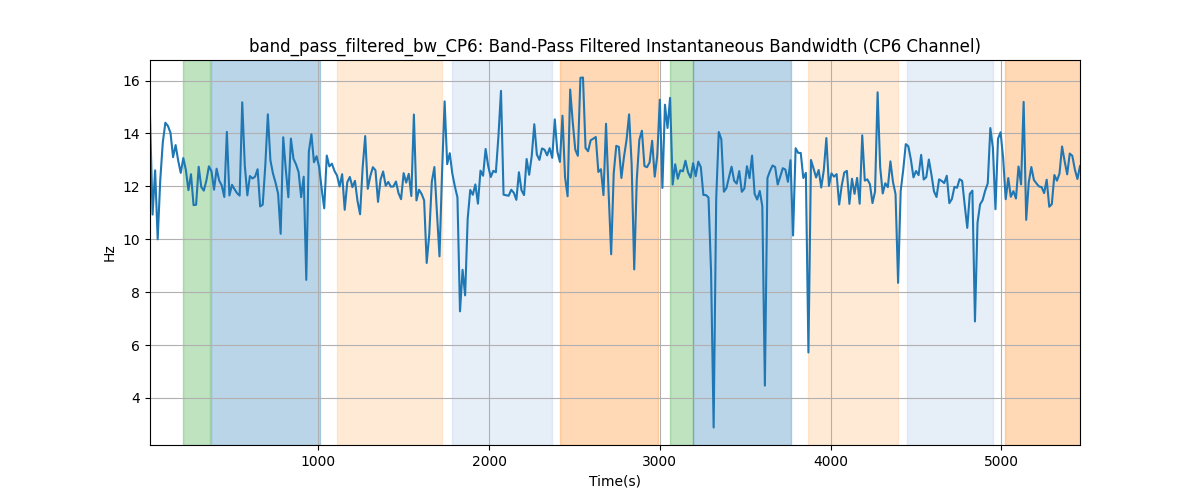 band_pass_filtered_bw_CP6: Band-Pass Filtered Instantaneous Bandwidth (CP6 Channel)
16
14
12
10
8
6
4
Hz
1000 2000 3000 4000 5000
Time(s)